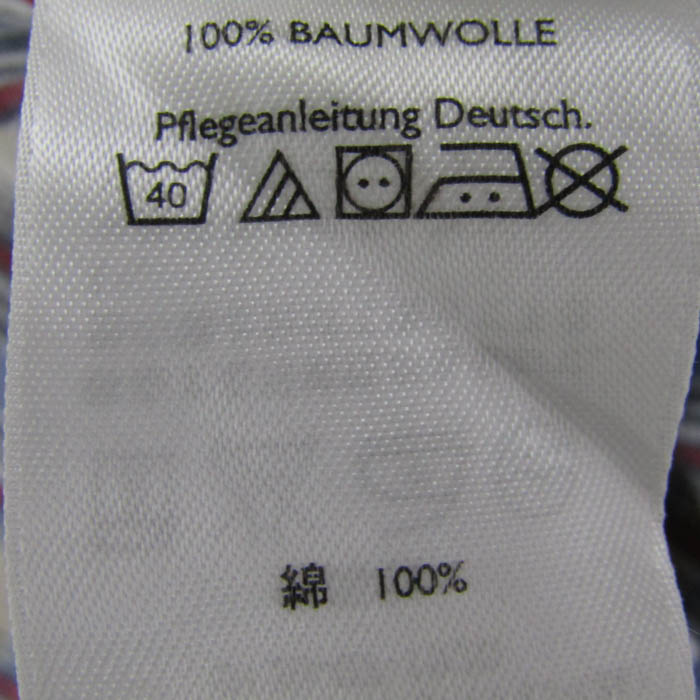 100% BAUMWOLLE
Pflegeanleitung Deutsch.
40
綿 100%